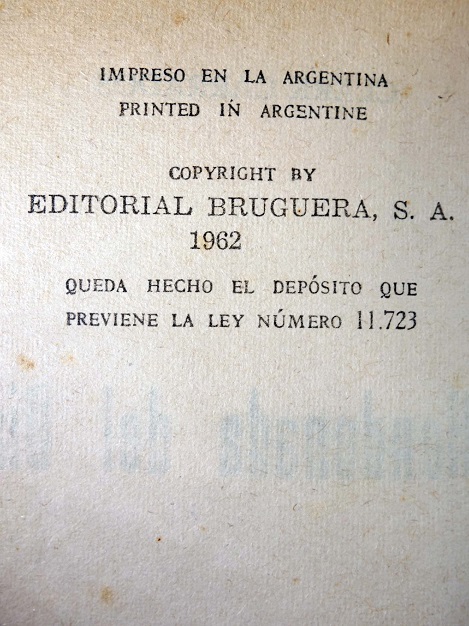 IMPRESO EN LA ARGENTINA
PRINTED IN ARGENTINE
COPYRIGHT BY
EDITORIAL BRUGUERA, S. A.
1962
QUEDA HECHO EL DEPÓSITO QUE
PREVIENE LA LEY NÚMERO 11.723